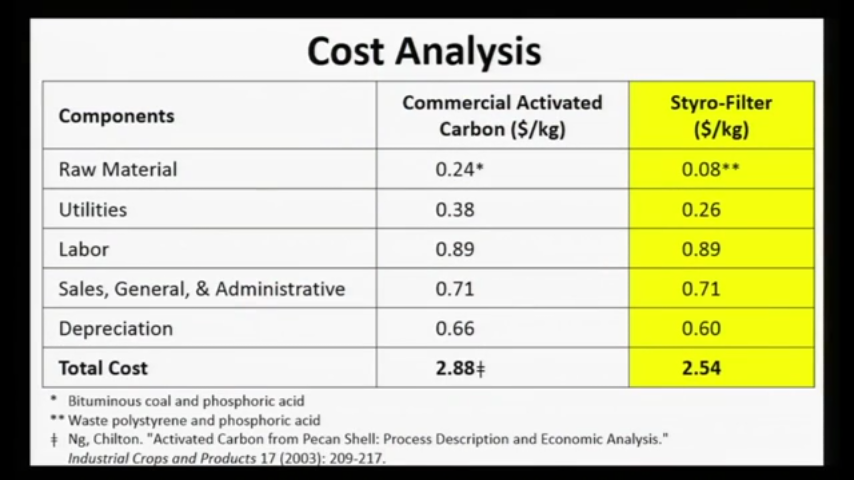 Cost Analysis
Components Commercial Activated Carbon ($/kg) Styro-Filter ($/kg)
Raw Material 0.24* 0.08**
Utilities 0.38 0.26
Labor 0.89 0.89
Sales, General, & Administrative 0.71 0.71
Depreciation 0.66 0.60
Total Cost 2.88ǂ 2.54
* Bituminous coal and phosphoric acid
** Waste polystyrene and phosphoric acid
ǂ Ng, Chilton. "Activated Carbon from Pecan Shell: Process Description and Economic Analysis."
Industrial Crops and Products 17 (2003): 209-217.